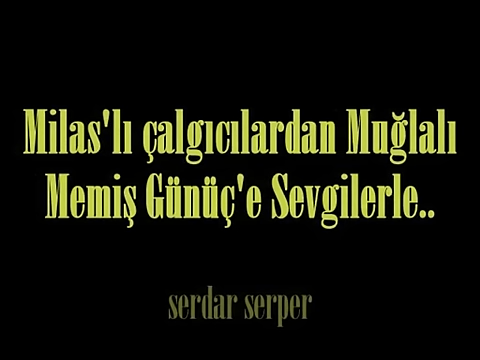 Milas'lı çalgıcılardan Muğlalı
Memiş Günüç'e Sevgilerle..
serdar serper